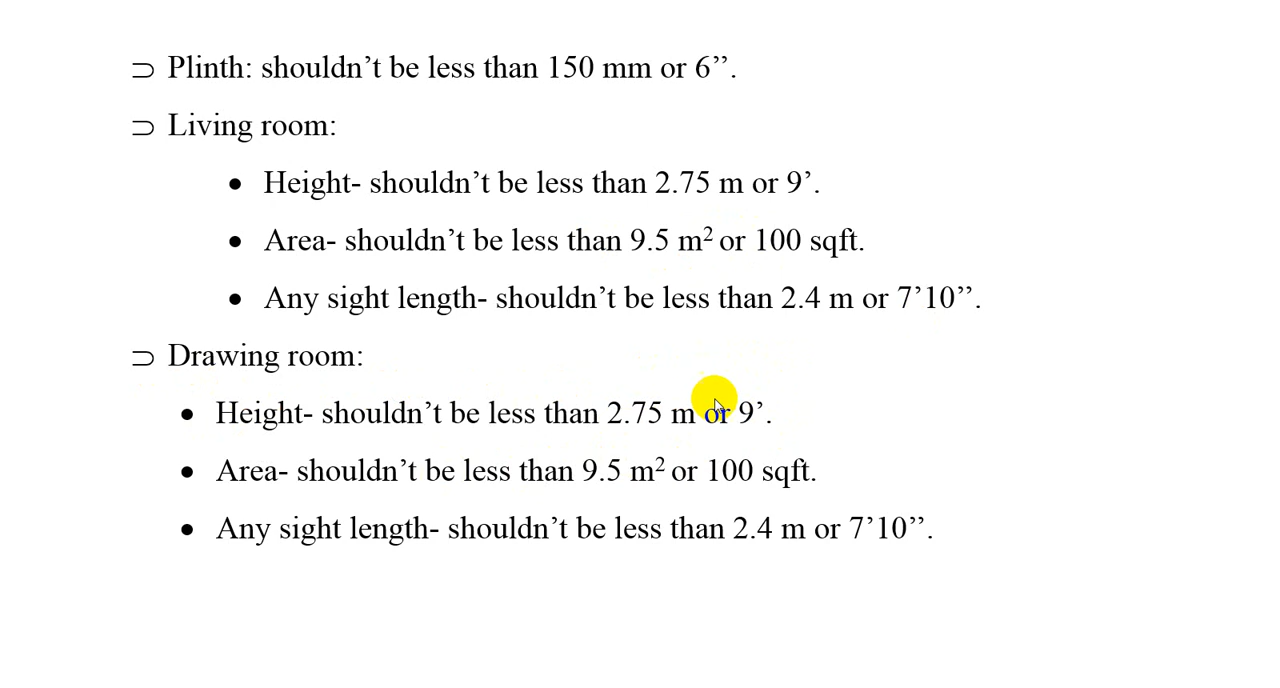 ⊃ Plinth: shouldn’t be less than 150 mm or 6’’.
⊃ Living room:
• Height- shouldn’t be less than 2.75 m or 9’.
• Area- shouldn’t be less than 9.5 m² or 100 sqft.
• Any sight length- shouldn’t be less than 2.4 m or 7’10’’.
⊃ Drawing room:
• Height- shouldn’t be less than 2.75 m or 9’.
• Area- shouldn’t be less than 9.5 m² or 100 sqft.
• Any sight length- shouldn’t be less than 2.4 m or 7’10’’.